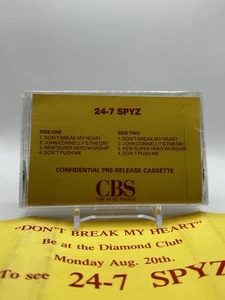 24-7 SPYZ
SIDE ONE
1. DON'T BREAK MY HEART
2. JOHN CONNELLY'S THEORY
3. NEW SUPER HERO WORSHIP
4. DON'T PUSH ME
SIDE TWO
1. DON'T BREAK MY HEART
2. JOHN CONNELLY'S THEORY
3. NEW SUPER HERO WORSHIP
4. DON'T PUSH ME
CONFIDENTIAL PRE-RELEASE CASSETTE
CBS
"DON'T BREAK MY HEART"
Be at the Diamond Club
Monday Aug. 20th.
To see 24-7 SPYZ